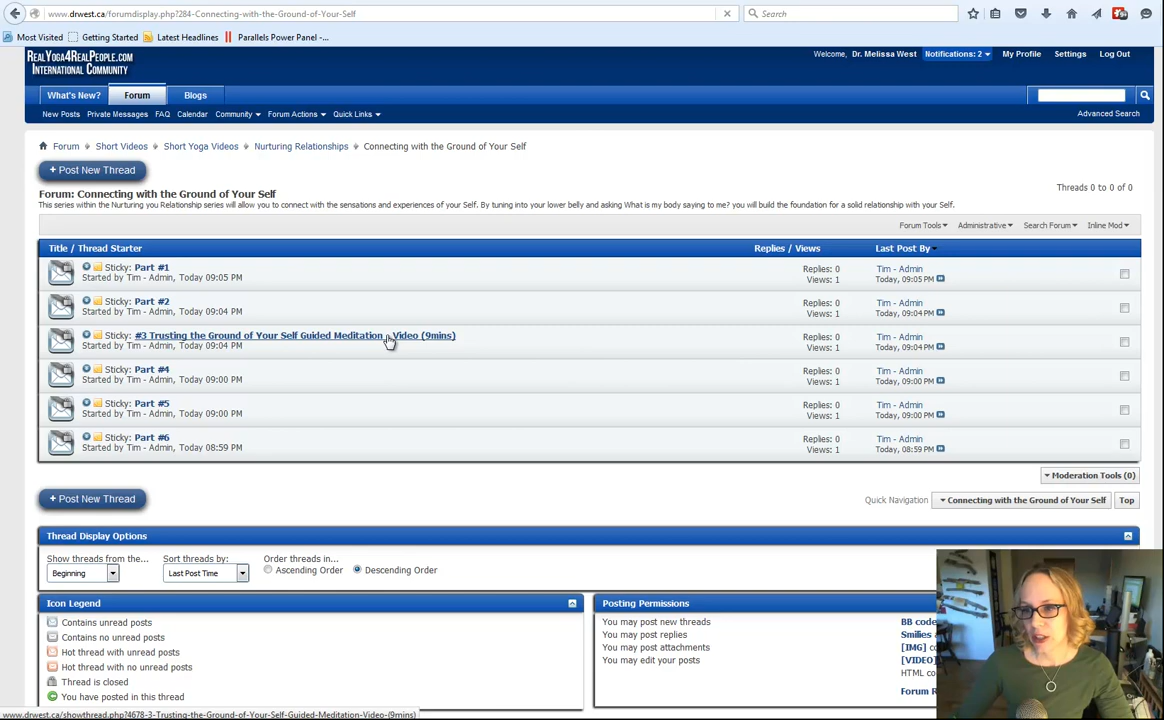 www.drwest.ca/forumdisplay.php?284-Connecting-with-the-Ground-of-Your-Self
Search
Most Visited Getting Started Latest Headlines Parallels Power Panel -...
RealYoga4RealPeople.com
International Community
Welcome, Dr. Melissa West Notifications: 2 My Profile Settings Log Out
What's New? Forum Blogs
New Posts Private Messages FAQ Calendar Community Forum Actions Quick Links
Advanced Search
Forum Short Videos Short Yoga Videos Nurturing Relationships Connecting with the Ground of Your Self
+ Post New Thread
Threads 0 to 0 of 0
Forum: Connecting with the Ground of Your Self
This series within the Nurturing you Relationship series will allow you to connect with the sensations and experiences of your Self. By tuning into your lower belly and asking What is my body saying to me? you will build the foundation for a solid relationship with your Self.
Forum Tools Administrative Search Forum Inline Mod
Title / Thread Starter Replies / Views Last Post By
Sticky: Part #1 Replies: 0 Tim - Admin
Started by Tim - Admin, Today 09:05 PM Views: 1 Today, 09:05 PM
Sticky: Part #2 Replies: 0 Tim - Admin
Started by Tim - Admin, Today 09:04 PM Views: 1 Today, 09:04 PM
Sticky: #3 Trusting the Ground of Your Self Guided Meditation - Video (9mins) Replies: 0 Tim - Admin
Started by Tim - Admin, Today 09:04 PM Views: 1 Today, 09:04 PM
Sticky: Part #4 Replies: 0 Tim - Admin
Started by Tim - Admin, Today 09:00 PM Views: 1 Today, 09:00 PM
Sticky: Part #5 Replies: 0 Tim - Admin
Started by Tim - Admin, Today 09:00 PM Views: 1 Today, 09:00 PM
Sticky: Part #6 Replies: 0 Tim - Admin
Started by Tim - Admin, Today 08:59 PM Views: 1 Today, 08:59 PM
Moderation Tools (0)
+ Post New Thread Quick Navigation Connecting with the Ground of Your Self Top
Thread Display Options
Show threads from the... Sort threads by: Order threads in...
Beginning Last Post Time Ascending Order Descending Order
Icon Legend Posting Permissions
Contains unread posts You may post new threads BB code
Contains no unread posts You may post replies Smilies
Hot thread with unread posts You may post attachments [IMG]
Hot thread with no unread posts You may edit your posts [VIDEO]
Thread is closed HTML
You have posted in this thread Forum
www.drwest.ca/showthread.php?4678-3-Trusting-the-Ground-of-Your-Self-Guided-Meditation-Video-(9mins)